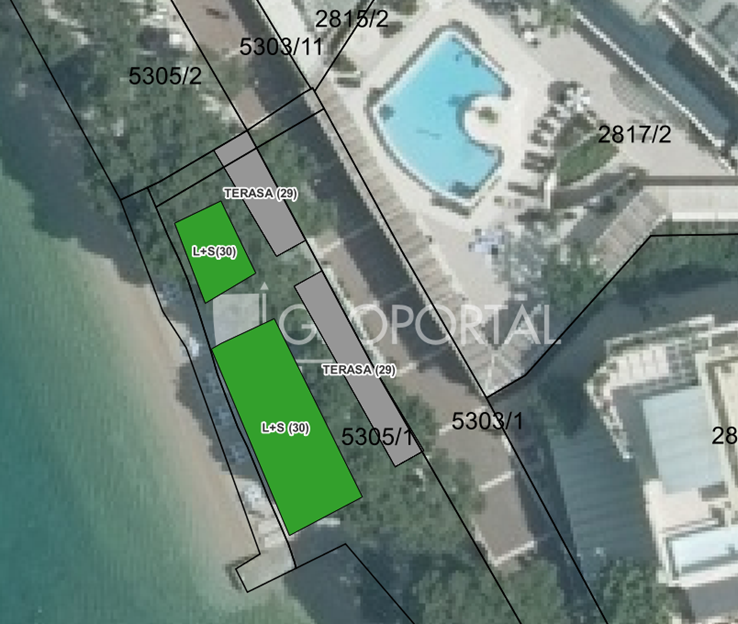 2815/2
5303/11
5305/2
2817/2
TERASA (29)
L+S(30)
GEOPORTAL
TERASA (29)
L+S (30)
5305/1
5303/1
28